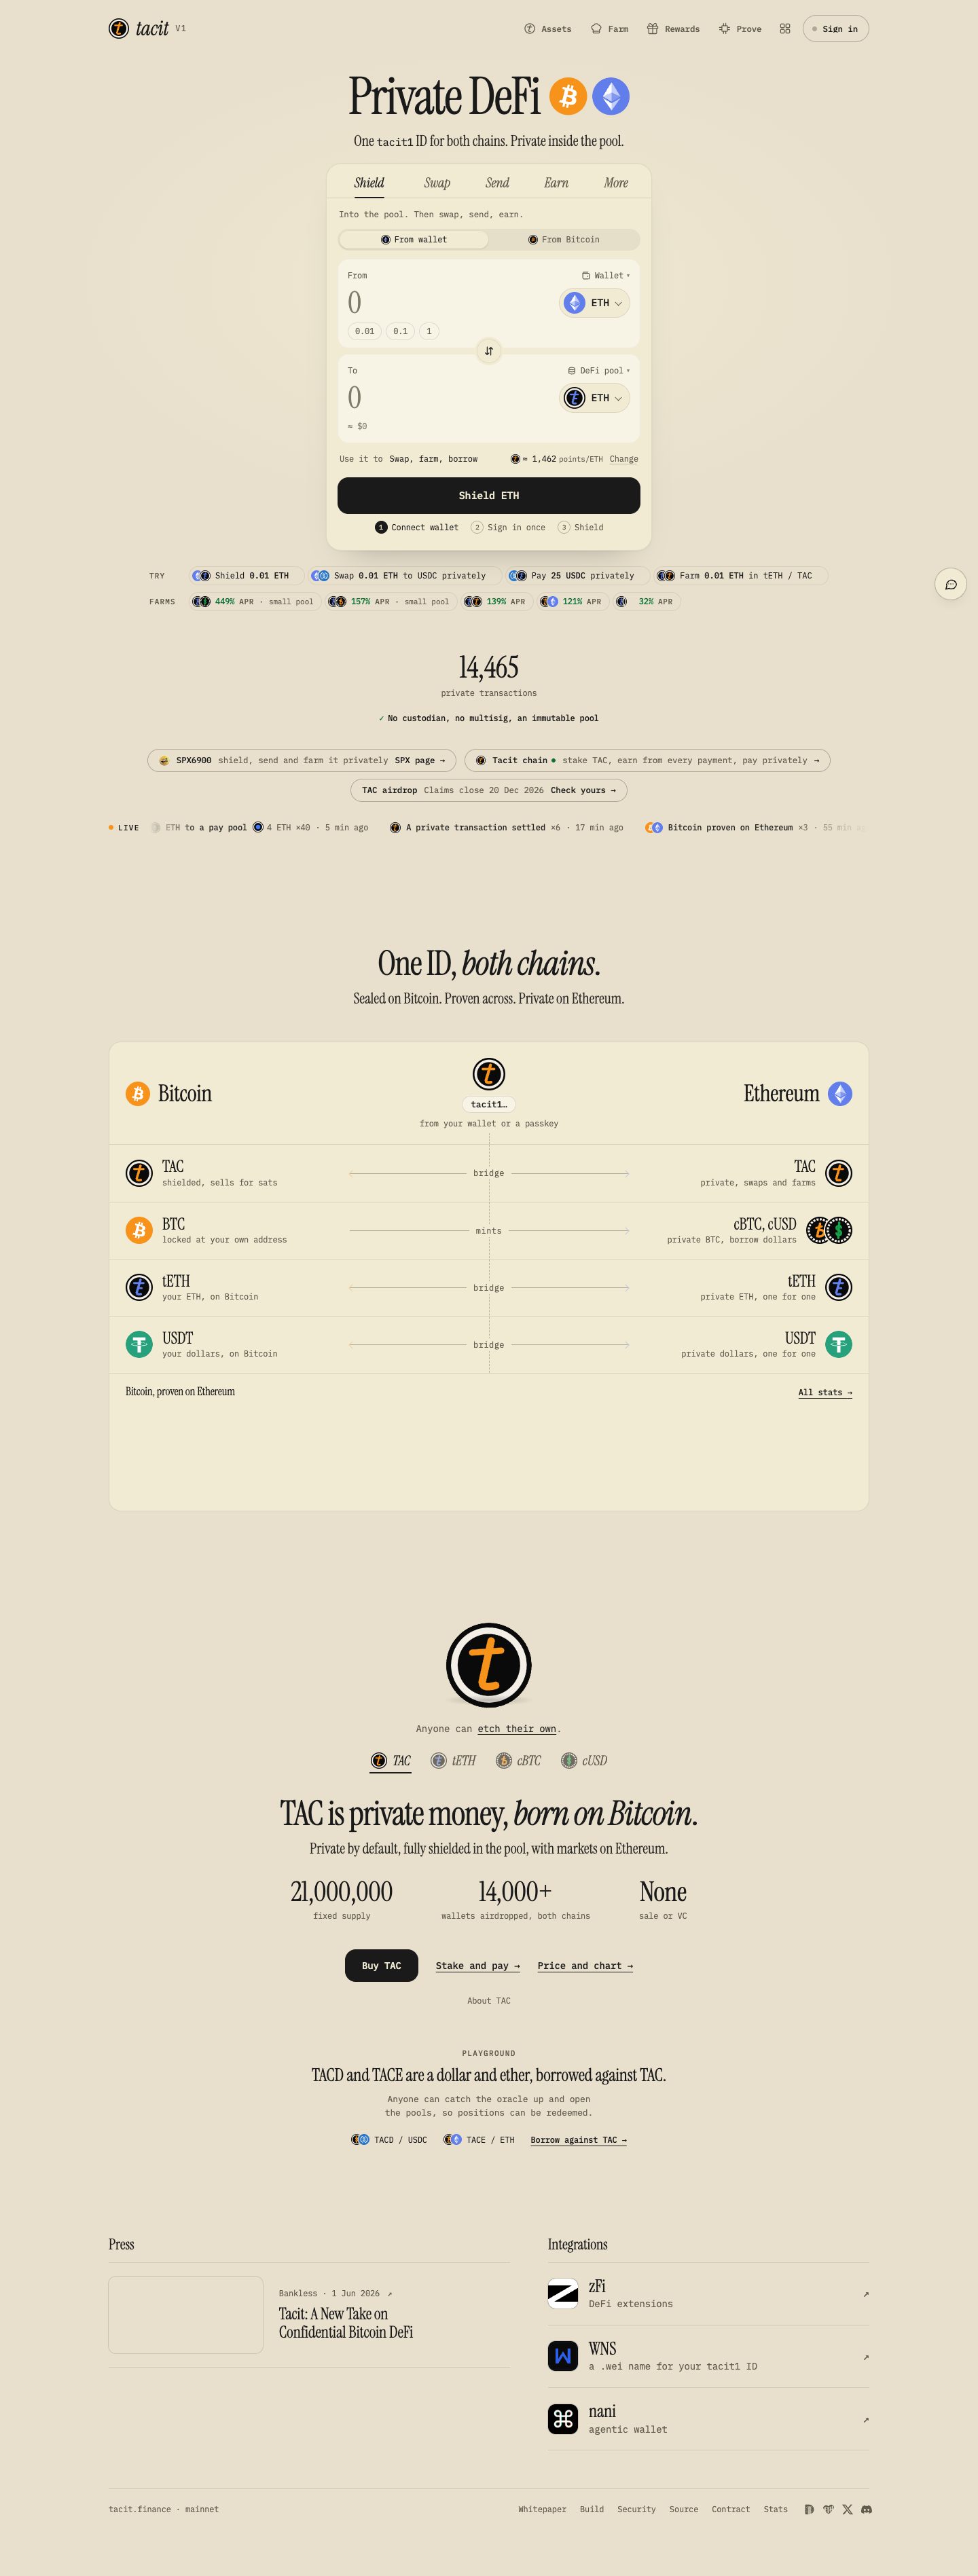 tacit V1
Assets Farm Rewards Prove Sign in
Private DeFi
One tacit1 ID for both chains. Private inside the pool.
Shield Swap Send Earn More
Into the pool. Then swap, send, earn.
From wallet From Bitcoin
From Wallet ▾
0 ETH
0.01 0.1 1
To DeFi pool ▾
0 ETH
≈ $0
Use it to Swap, farm, borrow ≈ 1,462 points/ETH Change
Shield ETH
1 Connect wallet 2 Sign in once 3 Shield
TRY Shield 0.01 ETH Swap 0.01 ETH to USDC privately Pay 25 USDC privately Farm 0.01 ETH in tETH / TAC
FARMS 449% APR · small pool 157% APR · small pool 139% APR 121% APR 32% APR
14,465
private transactions
✓ No custodian, no multisig, an immutable pool
SPX6900 shield, send and farm it privately SPX page → Tacit chain stake TAC, earn from every payment, pay privately →
TAC airdrop Claims close 20 Dec 2026 Check yours →
LIVE ETH to a pay pool 4 ETH ×40 · 5 min ago A private transaction settled ×6 · 17 min ago Bitcoin proven on Ethereum ×3 · 55 min
One ID, both chains.
Sealed on Bitcoin. Proven across. Private on Ethereum.
Bitcoin Ethereum
tacit1…
from your wallet or a passkey
TAC bridge TAC
shielded, sells for sats private, swaps and farms
BTC mints cBTC, cUSD
locked at your own address private BTC, borrow dollars
tETH bridge tETH
your ETH, on Bitcoin private ETH, one for one
USDT bridge USDT
your dollars, on Bitcoin private dollars, one for one
Bitcoin, proven on Ethereum All stats →
Anyone can etch their own.
TAC tETH cBTC cUSD
TAC is private money, born on Bitcoin.
Private by default, fully shielded in the pool, with markets on Ethereum.
21,000,000 14,000+ None
fixed supply wallets airdropped, both chains sale or VC
Buy TAC Stake and pay → Price and chart →
About TAC
PLAYGROUND
TACD and TACE are a dollar and ether, borrowed against TAC.
Anyone can catch the oracle up and open
the pools, so positions can be redeemed.
TACD / USDC TACE / ETH Borrow against TAC →
Press
Bankless · 1 Jun 2026 ↗
Tacit: A New Take on
Confidential Bitcoin DeFi
Integrations
zFi ↗
DeFi extensions
WNS ↗
a .wei name for your tacit1 ID
nani ↗
agentic wallet
tacit.finance · mainnet Whitepaper Build Security Source Contract Stats